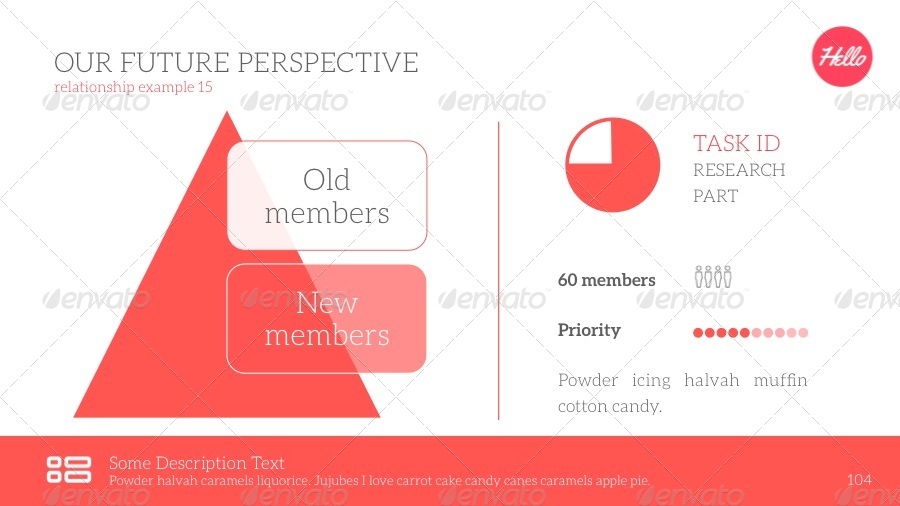 OUR FUTURE PERSPECTIVE
relationship example 15
Hello
Old
members
New
members
TASK ID
RESEARCH
PART
60 members
Priority
Powder icing halvah muffin
cotton candy.
Some Description Text
Powder halvah caramels liquorice. Jujubes I love carrot cake candy canes caramels apple pie.
104
envato